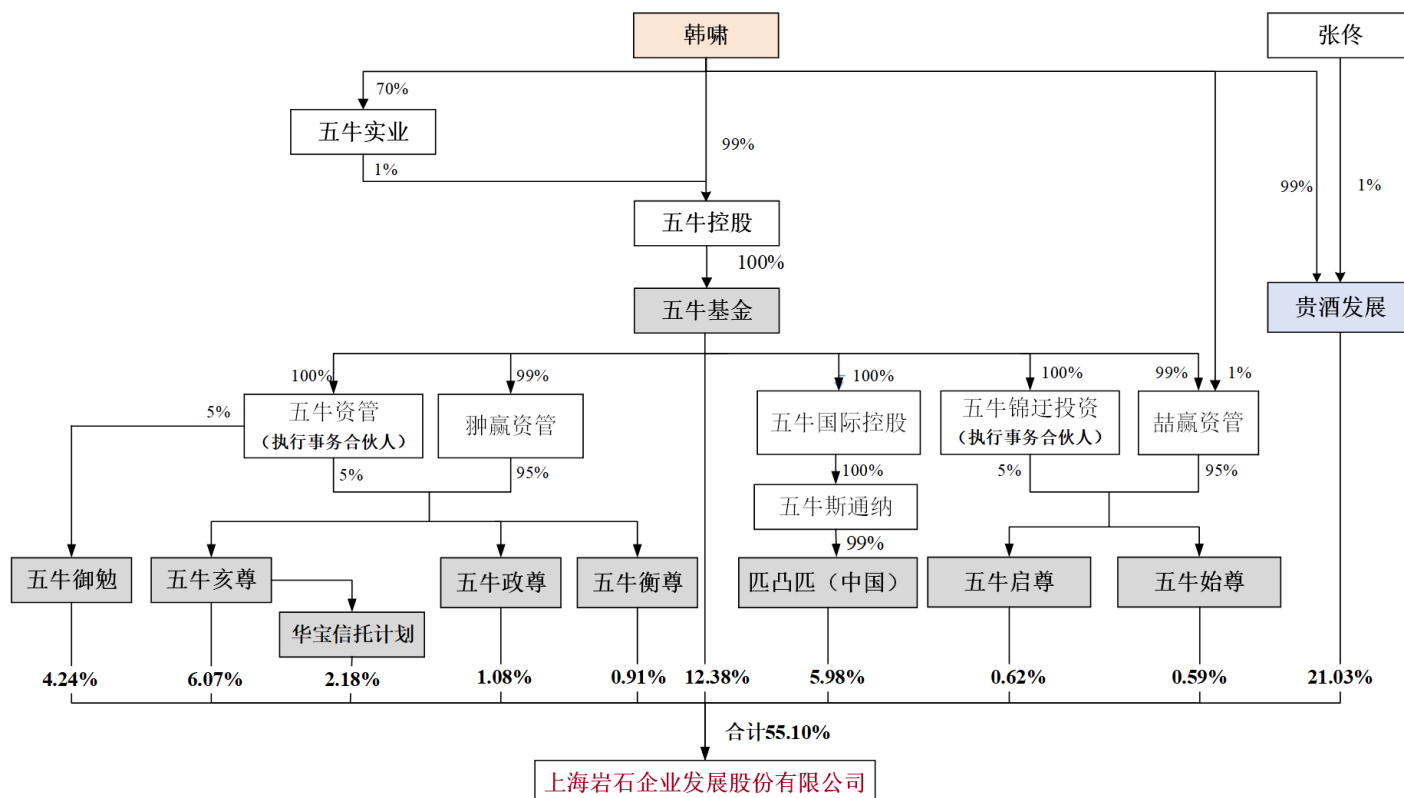 韩啸
张佟
70%
五牛实业
99%
1%
99%
1%
五牛控股
100%
五牛基金
贵酒发展
100%
99%
100%
100%
99%
1%
5%
五牛资管
（执行事务合伙人）
翀赢资管
五牛国际控股
五牛锦迂投资
（执行事务合伙人）
喆赢资管
5%
95%
100%
5%
95%
五牛斯通纳
99%
五牛御勉
五牛亥尊
五牛政尊
五牛衡尊
匹凸匹（中国）
五牛启尊
五牛始尊
华宝信托计划
4.24%
6.07%
2.18%
1.08%
0.91%
12.38%
5.98%
0.62%
0.59%
21.03%
合计55.10%
上海岩石企业发展股份有限公司